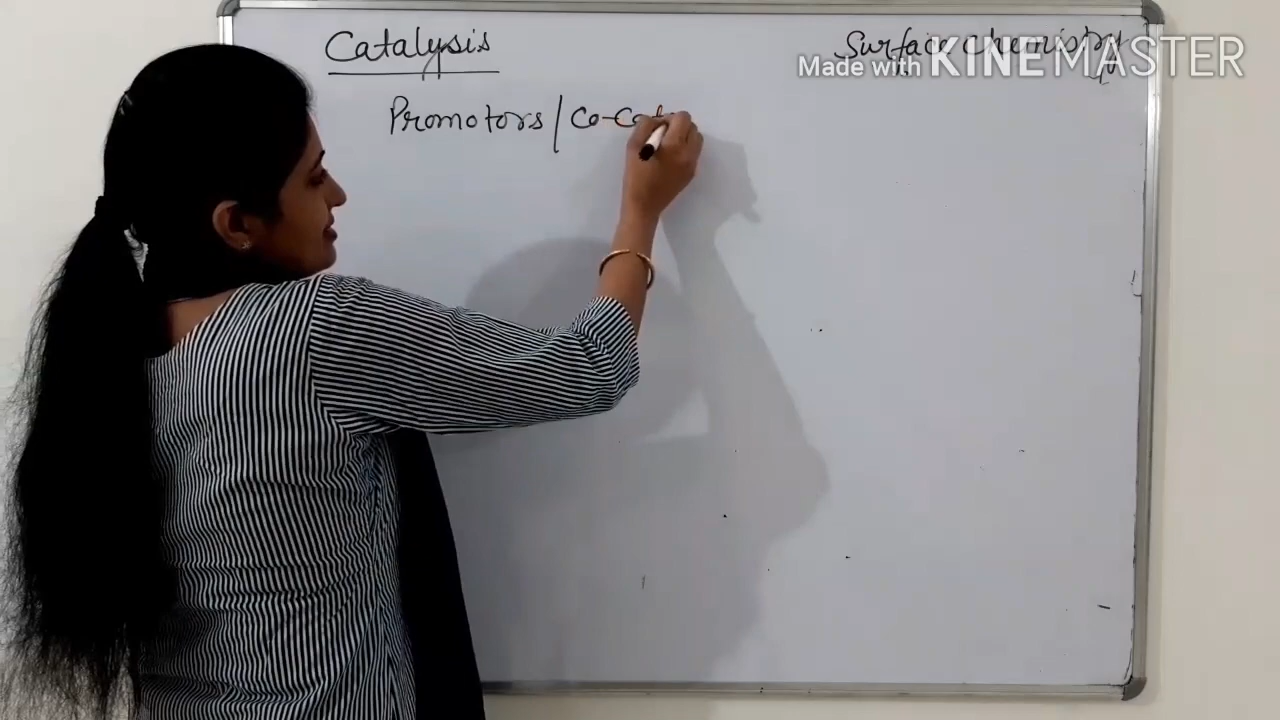 Catalysis
Surface Chemistry
Made with KINEMASTER
Promotors / Co-Cat